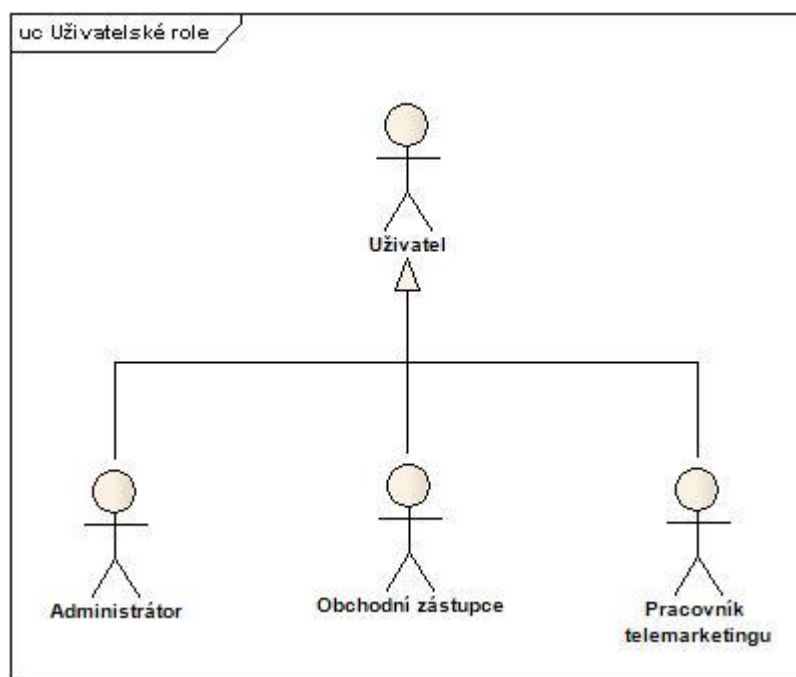 uc Uživatelské role
Uživatel
Administrátor
Obchodní zástupce
Pracovník
telemarketingu